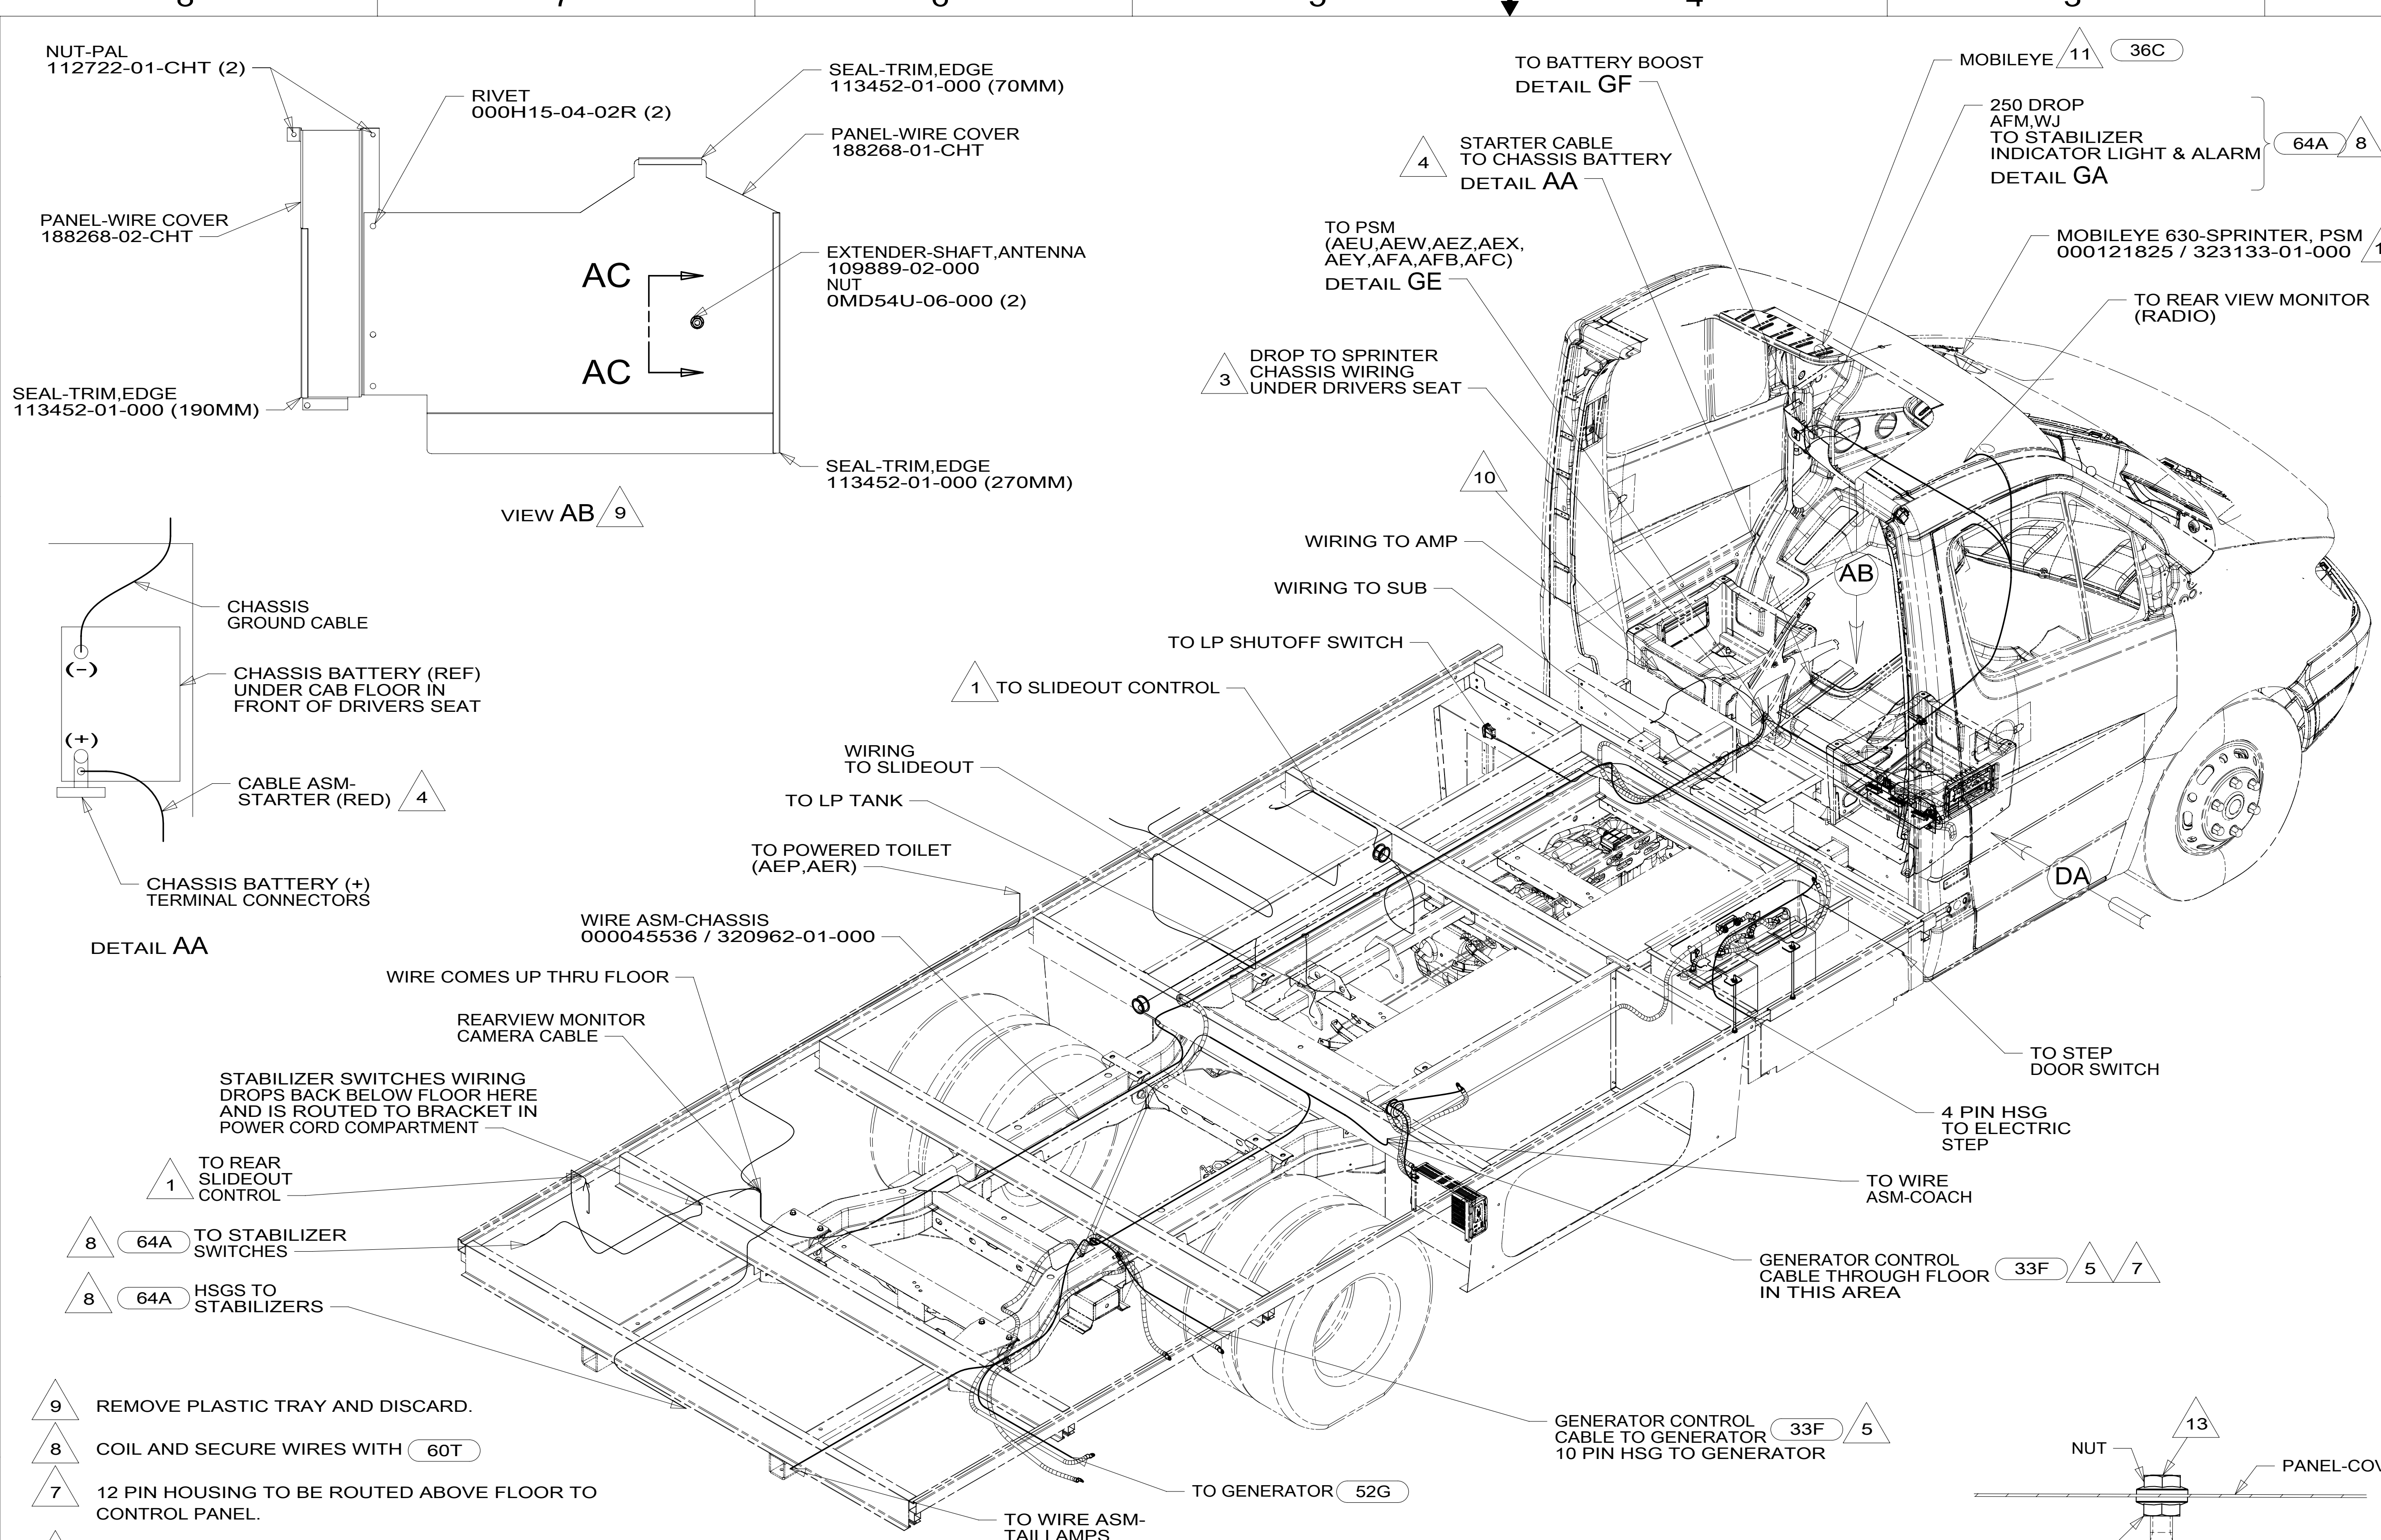 NUT-PAL
112722-01-CHT (2)
RIVET
000H15-04-02R (2)
SEAL-TRIM,EDGE
113452-01-000 (70MM)
PANEL-WIRE COVER
188268-01-CHT
PANEL-WIRE COVER
188268-02-CHT
EXTENDER-SHAFT,ANTENNA
109889-02-000
NUT
0MD54U-06-000 (2)
AC
AC
SEAL-TRIM,EDGE
113452-01-000 (190MM)
SEAL-TRIM,EDGE
113452-01-000 (270MM)
VIEW AB 9
CHASSIS
GROUND CABLE
(-)
CHASSIS BATTERY (REF)
UNDER CAB FLOOR IN
FRONT OF DRIVERS SEAT
(+)
CABLE ASM-
STARTER (RED) 4
CHASSIS BATTERY (+)
TERMINAL CONNECTORS
DETAIL AA
TO BATTERY BOOST
DETAIL GF
MOBILEYE 11 36C
250 DROP
AFM,WJ
TO STABILIZER
INDICATOR LIGHT & ALARM
DETAIL GA
64A 8
4 STARTER CABLE
TO CHASSIS BATTERY
DETAIL AA
TO PSM
(AEU,AEW,AEZ,AEX,
AEY,AFA,AFB,AFC)
DETAIL GE
MOBILEYE 630-SPRINTER, PSM
000121825 / 323133-01-000
TO REAR VIEW MONITOR
(RADIO)
3 DROP TO SPRINTER
CHASSIS WIRING
UNDER DRIVERS SEAT
10
WIRING TO AMP
AB
WIRING TO SUB
TO LP SHUTOFF SWITCH
1 TO SLIDEOUT CONTROL
WIRING
TO SLIDEOUT
TO LP TANK
TO POWERED TOILET
(AEP,AER)
DA
WIRE ASM-CHASSIS
000045536 / 320962-01-000
WIRE COMES UP THRU FLOOR
REARVIEW MONITOR
CAMERA CABLE
STABILIZER SWITCHES WIRING
DROPS BACK BELOW FLOOR HERE
AND IS ROUTED TO BRACKET IN
POWER CORD COMPARTMENT
1 TO REAR
SLIDEOUT
CONTROL
8 64A TO STABILIZER
SWITCHES
8 64A HSGS TO
STABILIZERS
TO STEP
DOOR SWITCH
4 PIN HSG
TO ELECTRIC
STEP
TO WIRE
ASM-COACH
GENERATOR CONTROL
CABLE THROUGH FLOOR
IN THIS AREA
33F 5 7
GENERATOR CONTROL
CABLE TO GENERATOR
10 PIN HSG TO GENERATOR
33F 5
TO GENERATOR 52G
TO WIRE ASM-
TAILLAMPS
9 REMOVE PLASTIC TRAY AND DISCARD.
8 COIL AND SECURE WIRES WITH 60T
7 12 PIN HOUSING TO BE ROUTED ABOVE FLOOR TO
CONTROL PANEL.
13
NUT